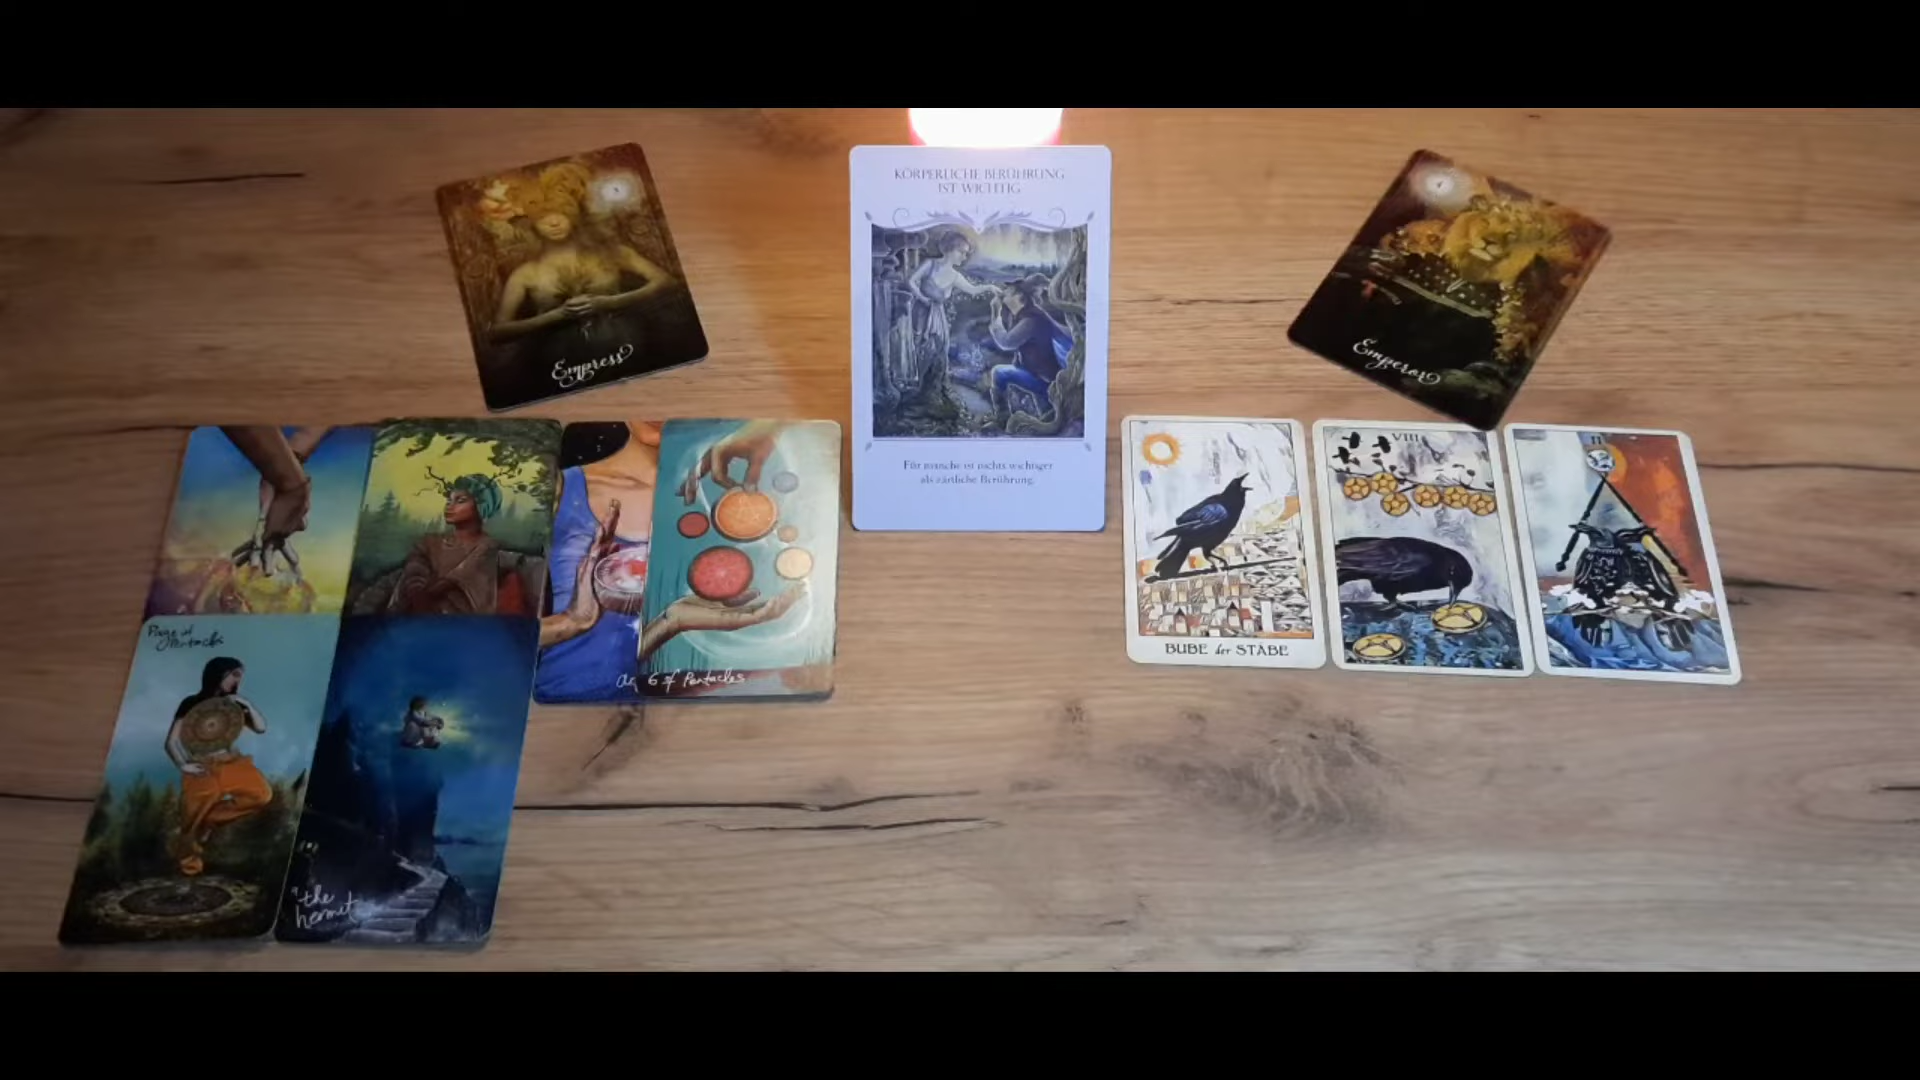 KÖRPERLICHE BERÜHRUNG
IST WICHTIG
Für manche ist nichts wichtiger
als zärtliche Berührung.
Empress
Emperor
VIII
II
BUBE der STÄBE
6 of Pentacles
Page of
Pentacles
the
hermit